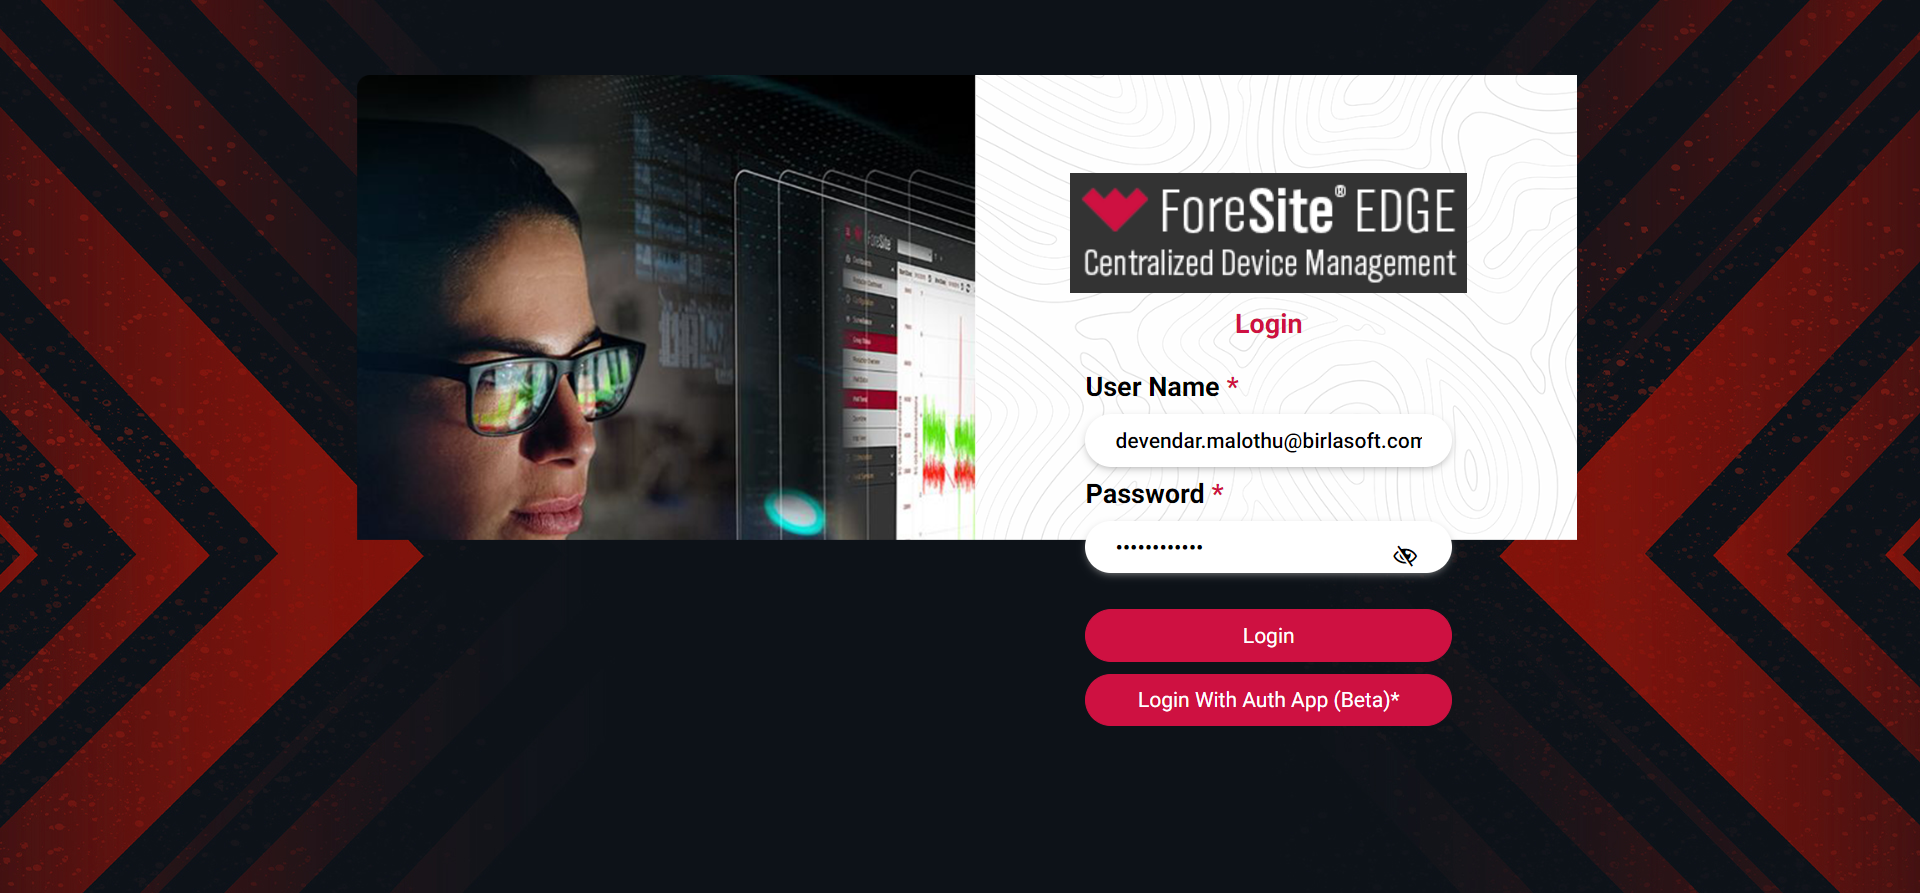 ForeSite
ForeSite® EDGE
Centralized Device Management
Login
User Name *
devendar.malothu@birlasoft.com
Password *
••••••••••••
Login
Login With Auth App (Beta)*